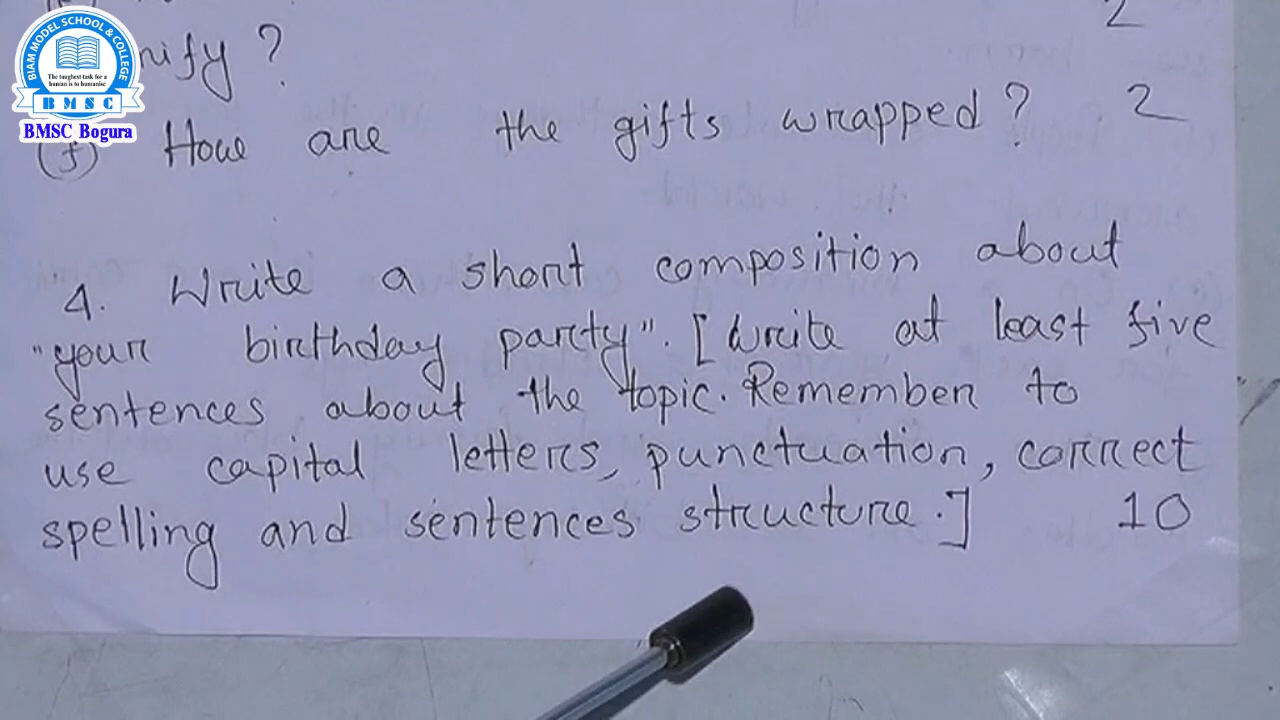 BIAM MODEL SCHOOL & COLLEGE
The toughest task for a
human is to humanise
BMSC
BMSC Bogura
2
nify?
(f) How are the gifts wrapped? 2
4. Write a short composition about
"your birthday party". [Write at least five
sentences about the topic. Remember to
use capital letters, punctuation, correct
spelling and sentences structure.] 10